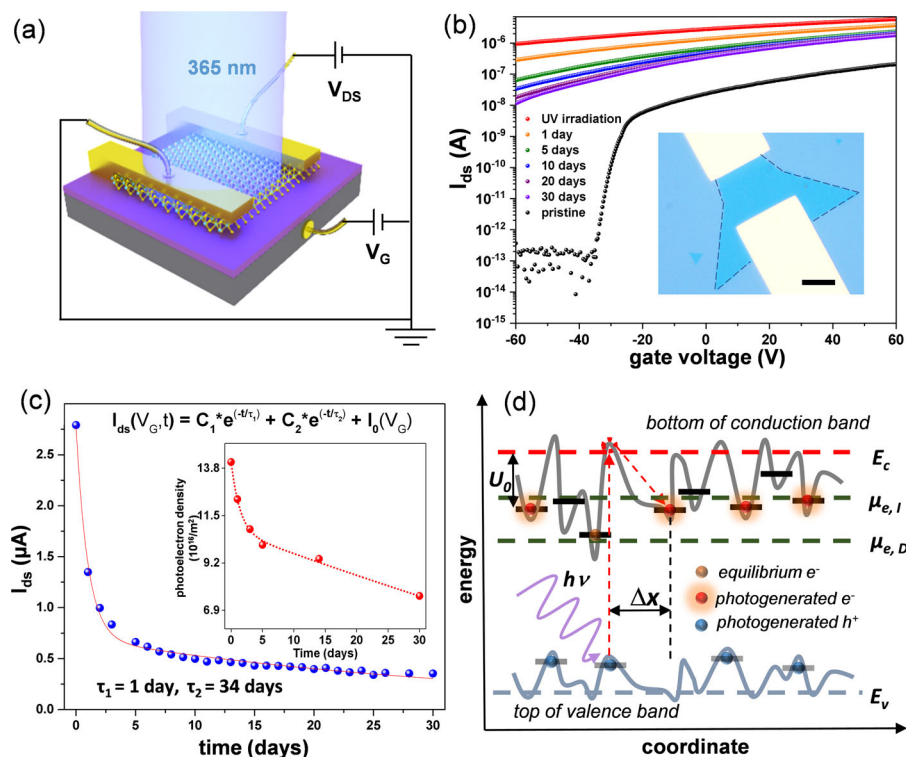 (a)
365 nm
V_DS
V_G
(b)
I_ds (A)
10^-6
10^-7
10^-8
10^-9
10^-10
10^-11
10^-12
10^-13
10^-14
10^-15
UV irradiation
1 day
5 days
10 days
20 days
30 days
pristine
-60 -40 -20 0 20 40 60
gate voltage (V)
(c)
I_ds(V_G,t) = C_1*e^(-t/τ_1) + C_2*e^(-t/τ_2) + I_0(V_G)
I_ds (µA)
3.0
2.5
2.0
1.5
1.0
0.5
0.0
photoelectron density
(10^16/m^2)
13.8
11.5
9.2
6.9
0 5 10 15 20 25 30
Time (days)
τ_1 = 1 day, τ_2 = 34 days
0 5 10 15 20 25 30
time (days)
(d)
energy
bottom of conduction band
E_c
U_0
μ_e, I
μ_e, D
hν
Δx
equilibrium e^-
photogenerated e^-
photogenerated h^+
top of valence band
E_v
coordinate